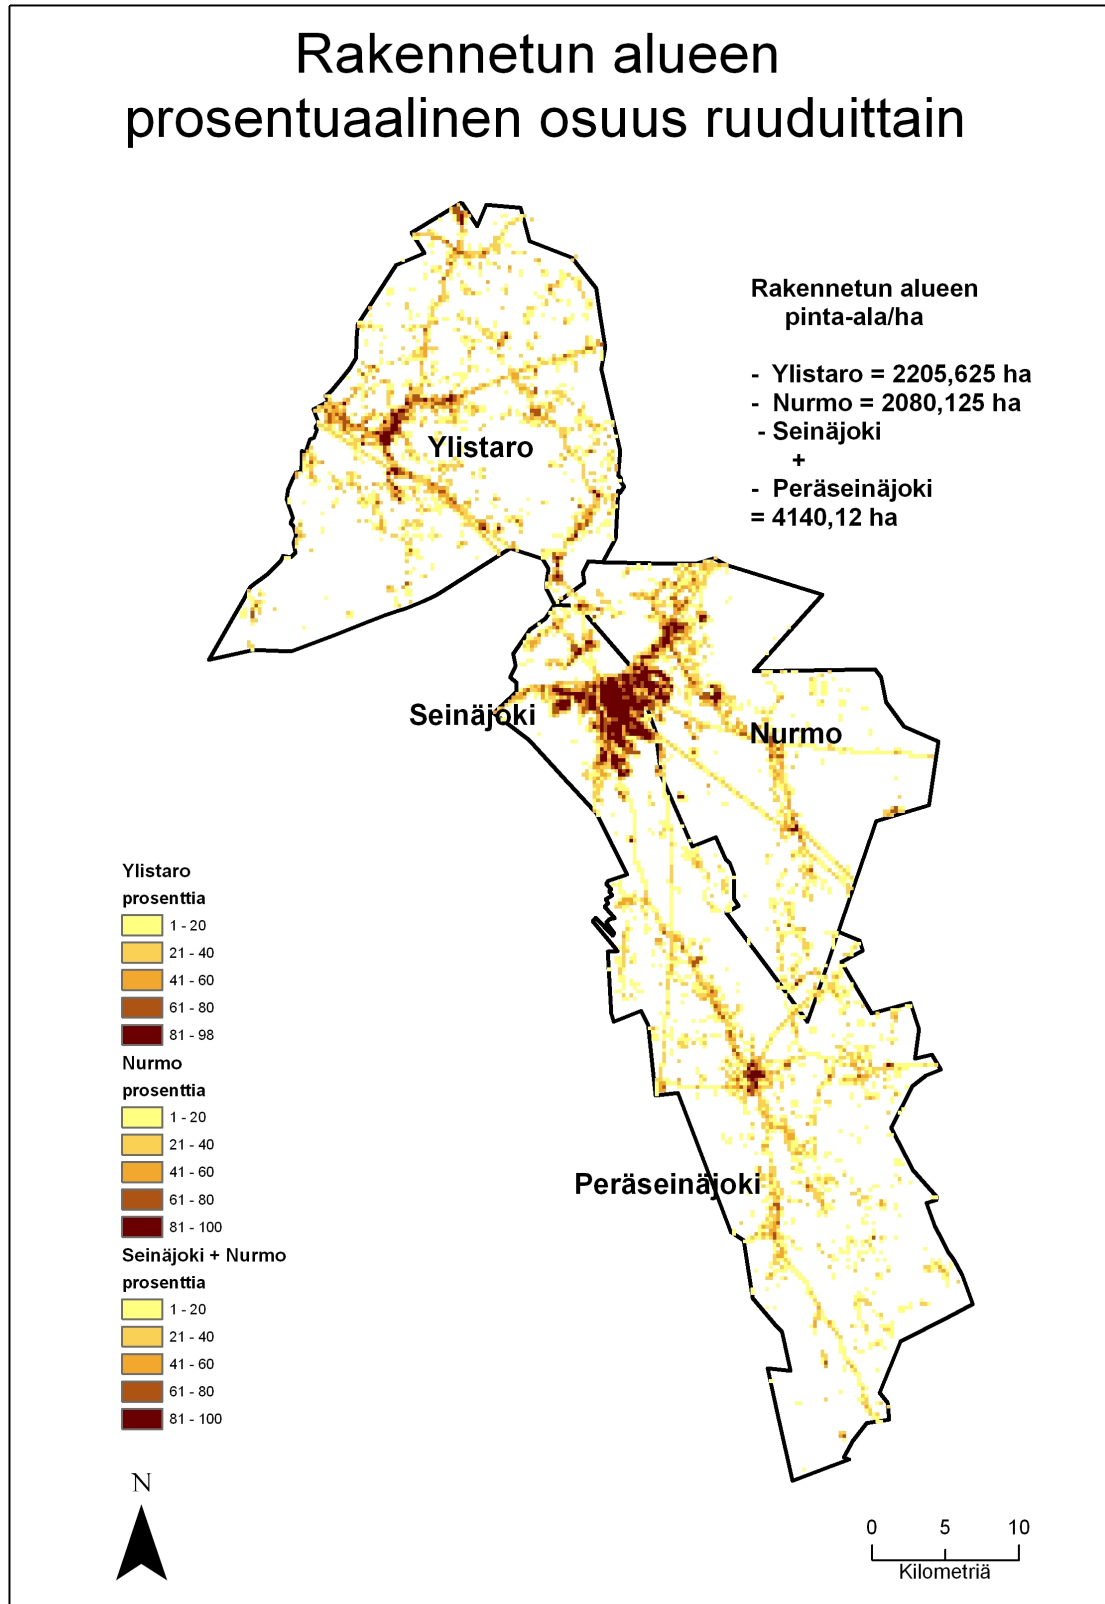 Rakennetun alueen
prosentuaalinen osuus ruuduittain
Rakennetun alueen
pinta-ala/ha
- Ylistaro = 2205,625 ha
- Nurmo = 2080,125 ha
- Seinäjoki
+
- Peräseinäjoki
= 4140,12 ha
Ylistaro
Seinäjoki
Nurmo
Peräseinäjoki
Ylistaro
prosenttia
1 - 20
21 - 40
41 - 60
61 - 80
81 - 98
Nurmo
prosenttia
1 - 20
21 - 40
41 - 60
61 - 80
81 - 100
Seinäjoki + Nurmo
prosenttia
1 - 20
21 - 40
41 - 60
61 - 80
81 - 100
N
0 5 10
Kilometriä